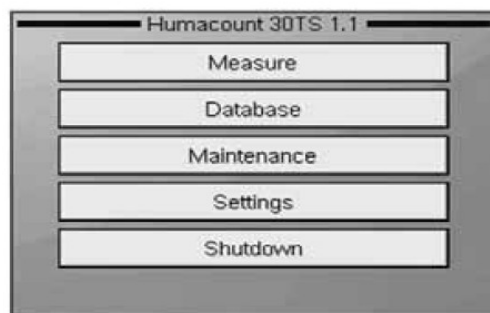 Humacount 30TS 1.1
Measure
Database
Maintenance
Settings
Shutdown